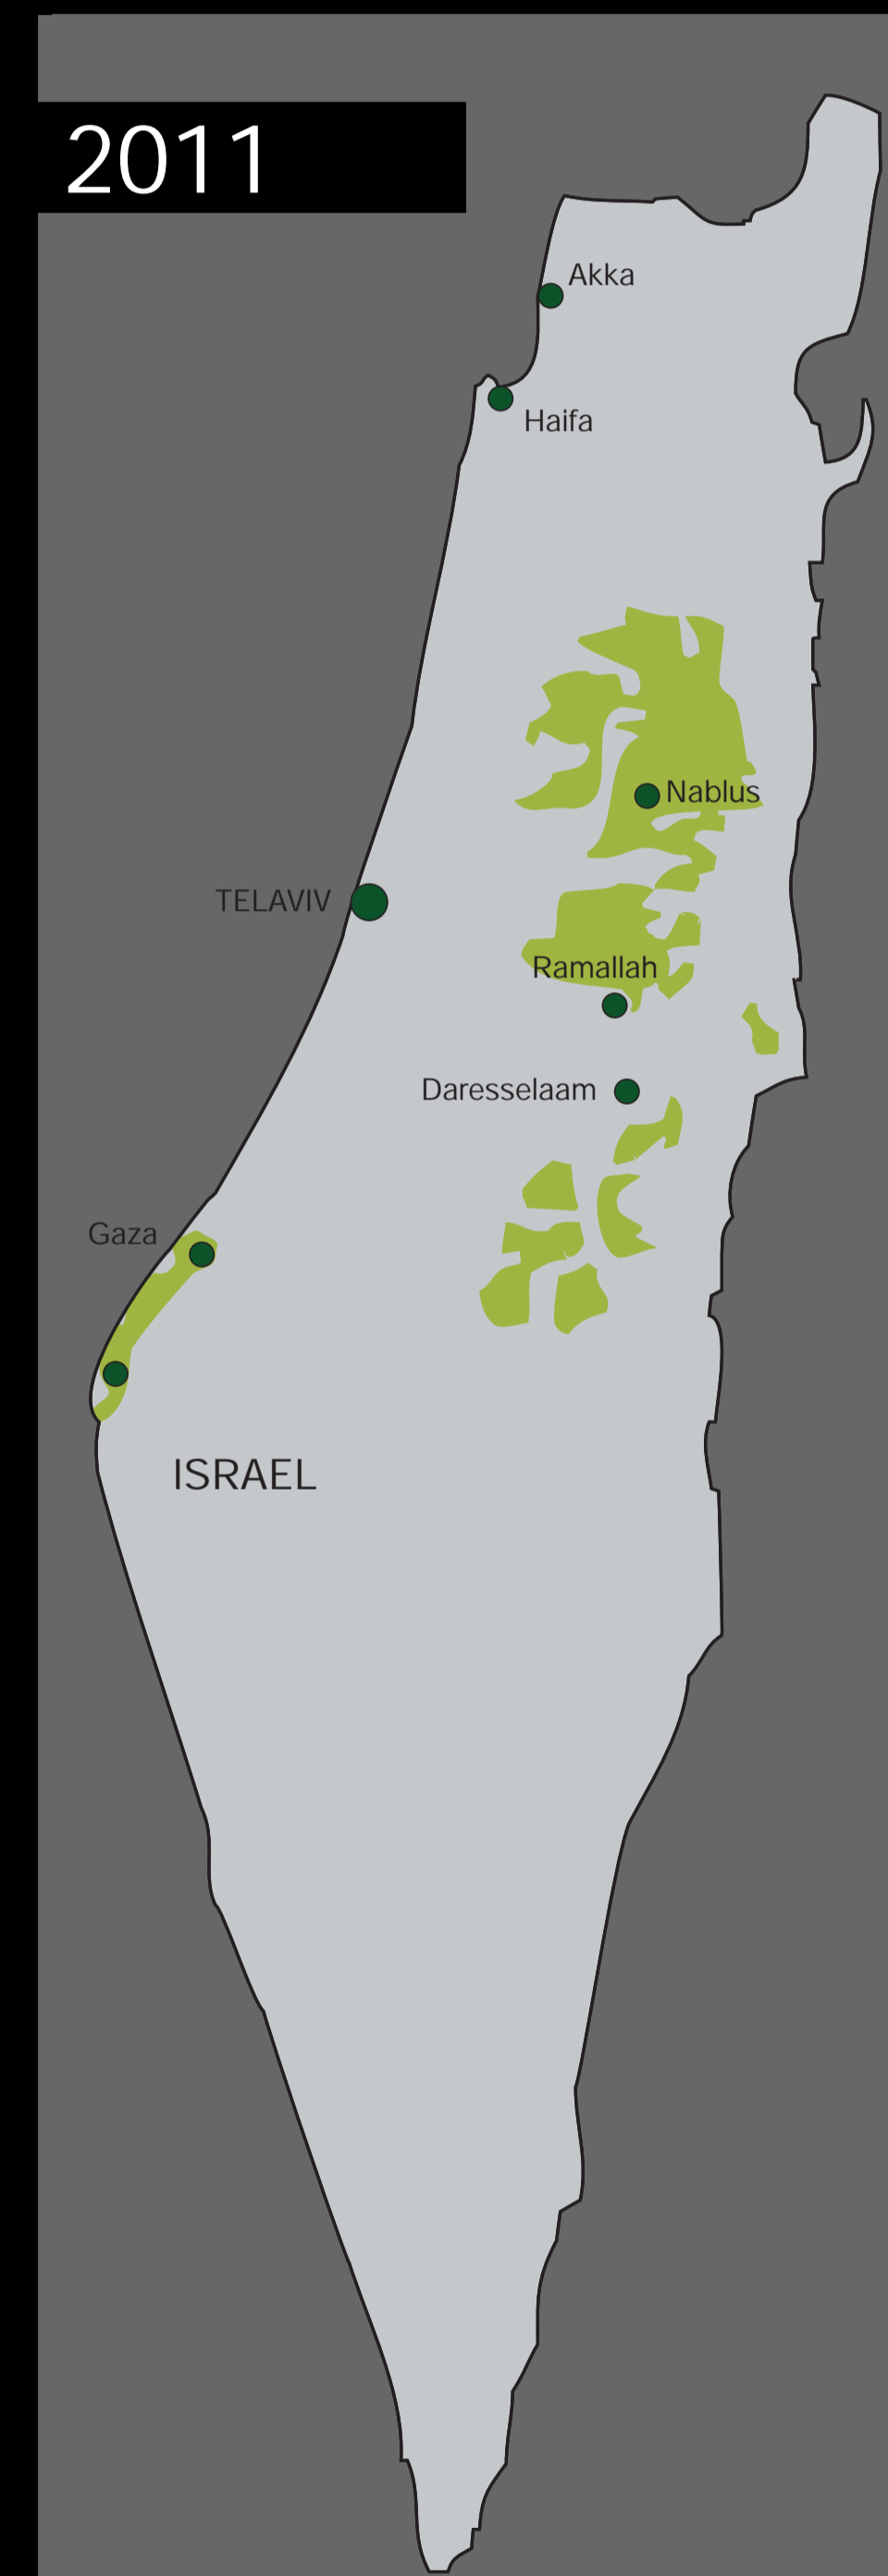 2011
Akka
Haifa
Nablus
TELAVIV
Ramallah
Daresselaam
Gaza
ISRAEL